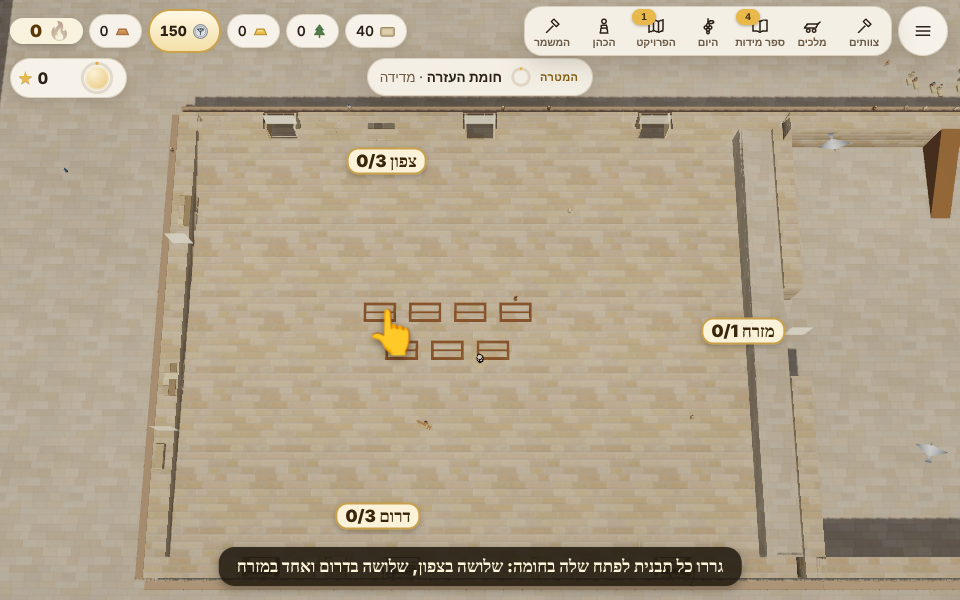 צוותים
מלכים
ספר מידות
4
היום
הפרויקט
1
הכהן
המשמר
40
0
0
150
0
0
0
המטרה
חומת העזרה · מדידה
צפון 0/3
מזרח 0/1
דרום 0/3
גררו כל תבנית לפתח שלה בחומה: שלושה בצפון, שלושה בדרום ואחד במזרח